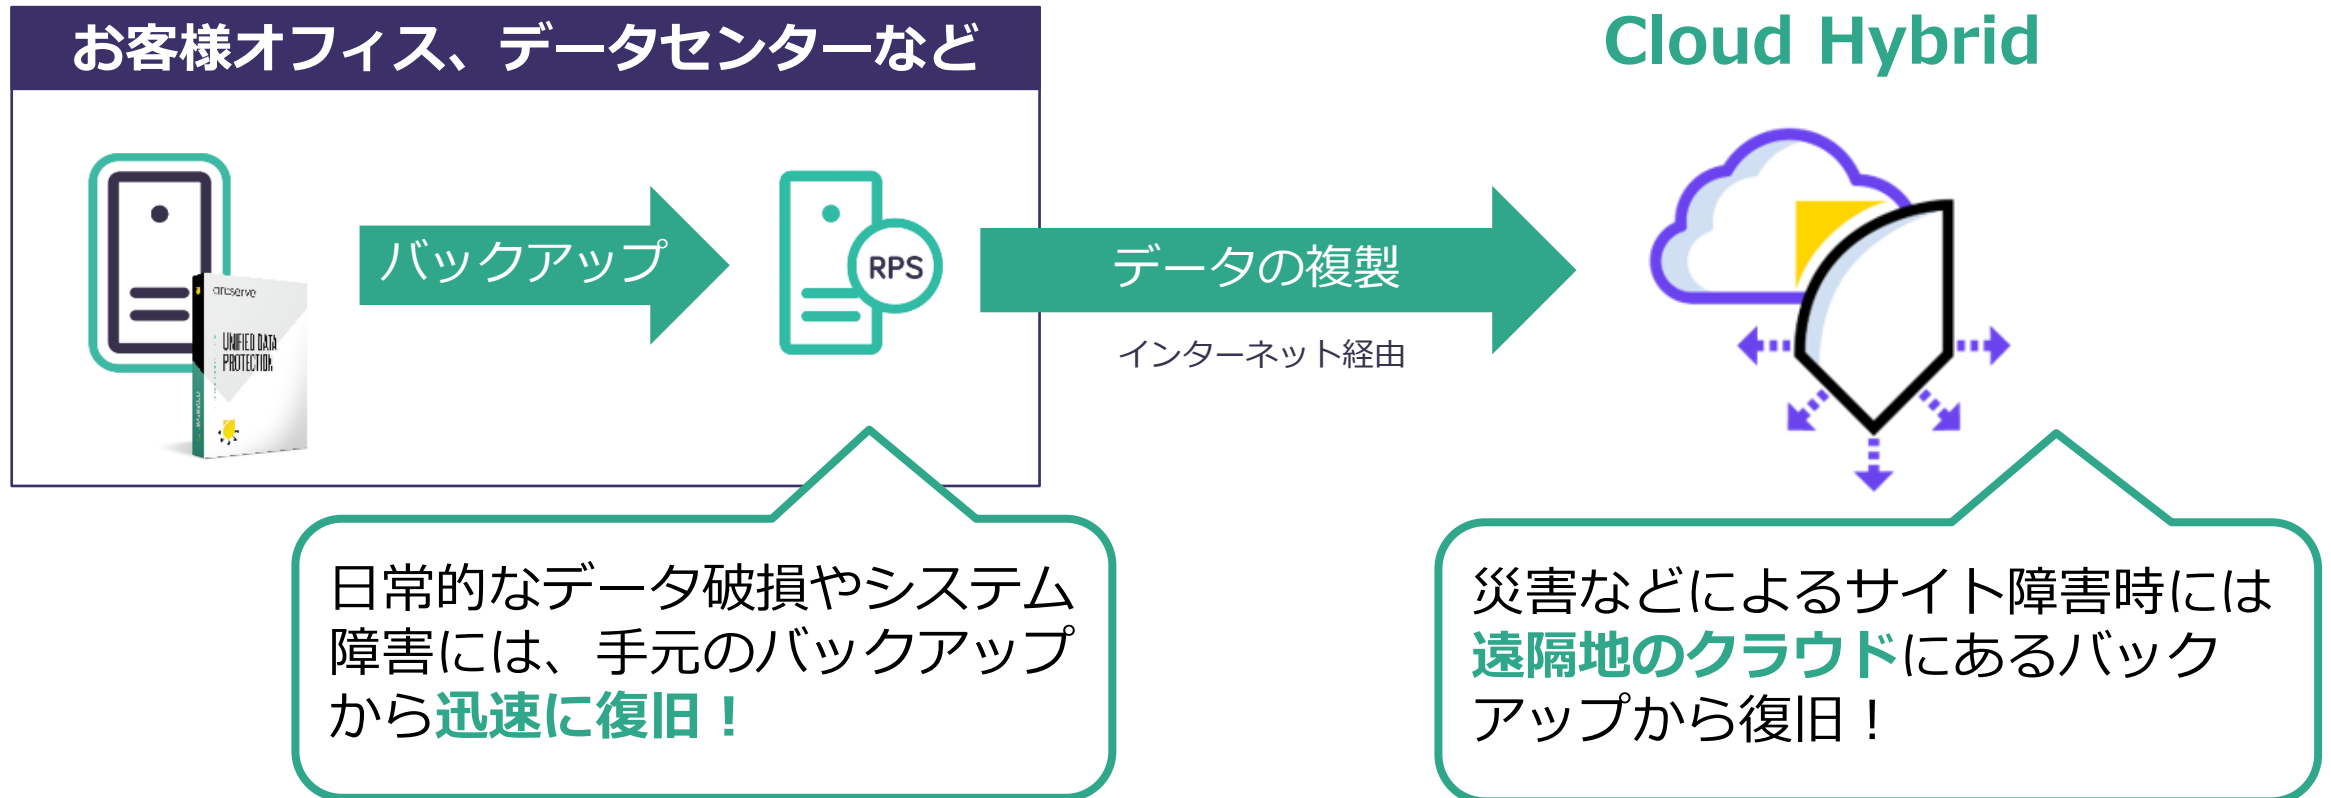 お客様オフィス、データセンターなど
Cloud Hybrid
バックアップ
RPS
データの複製
インターネット経由
arcserve
UNIFIED DATA
PROTECTION
日常的なデータ破損やシステム
障害には、手元のバックアップ
から迅速に復旧！
災害などによるサイト障害時には
遠隔地のクラウドにあるバック
アップから復旧！